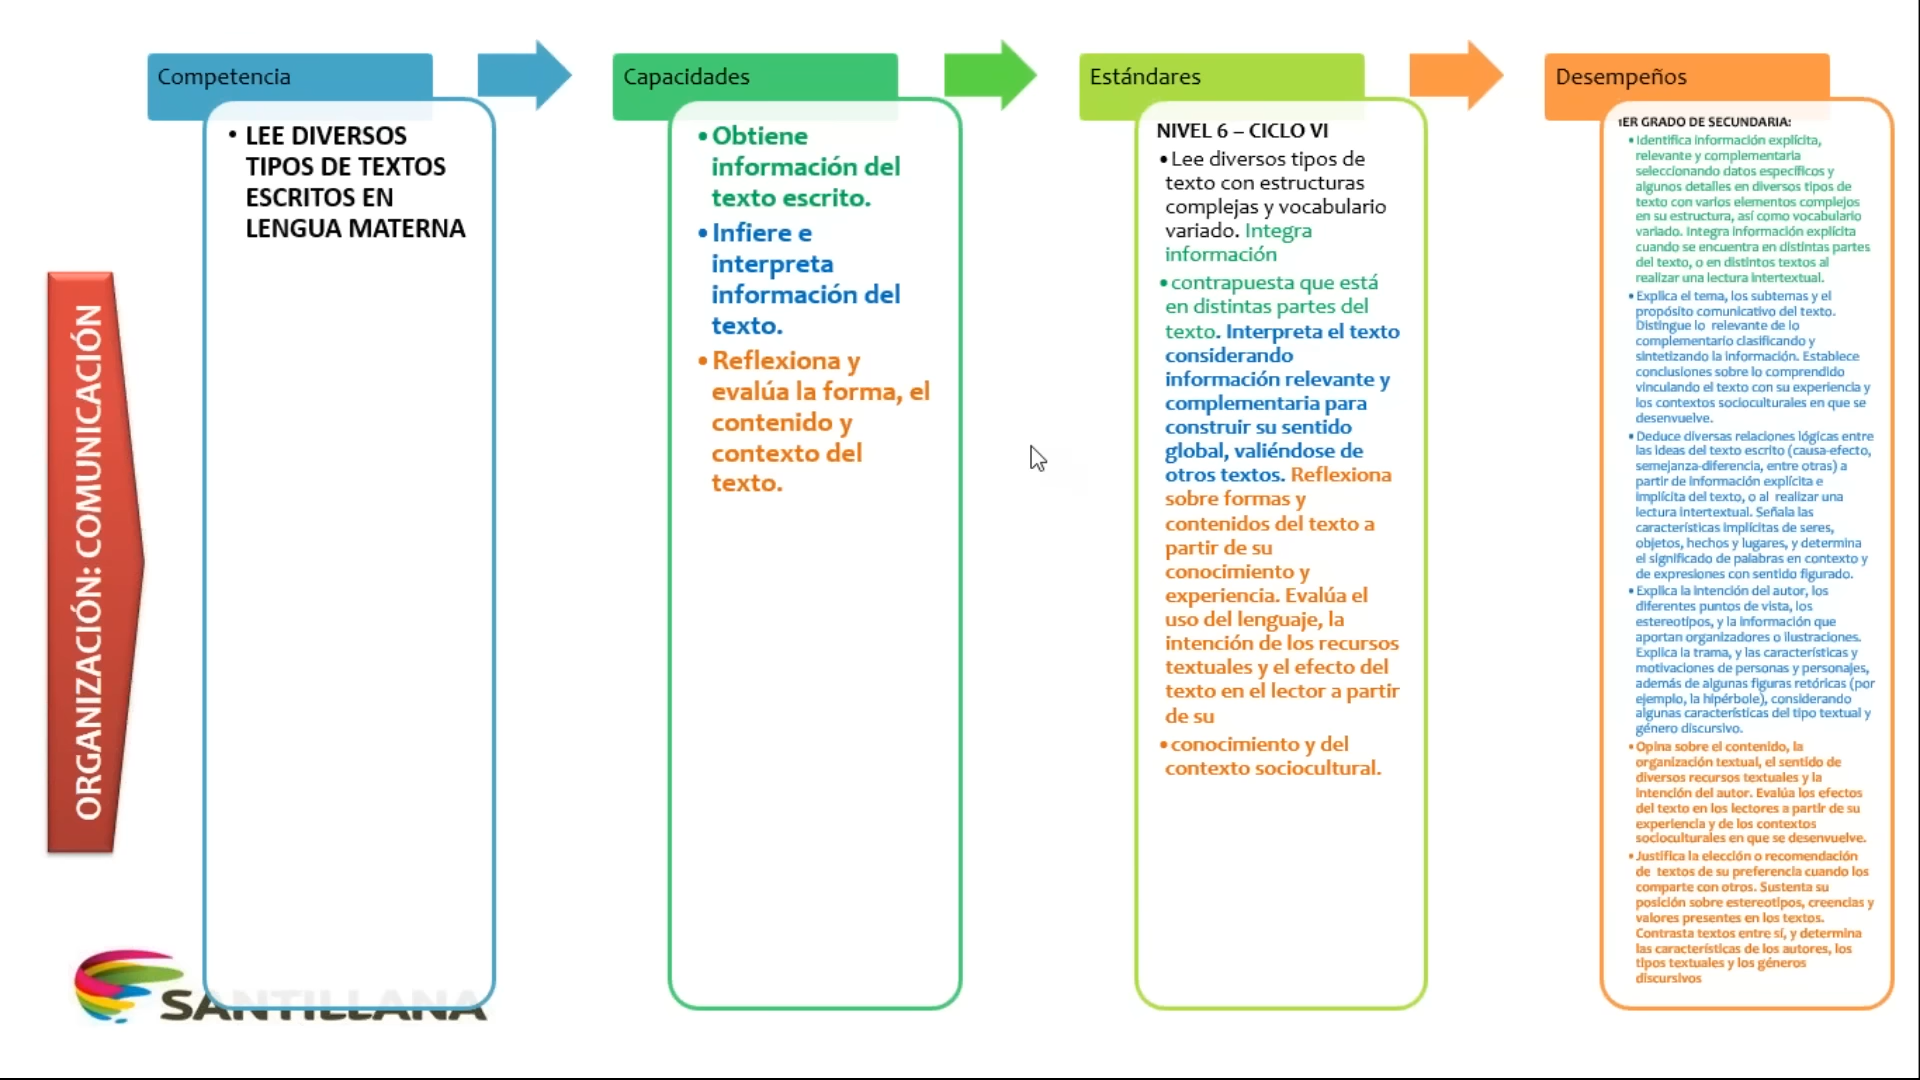 ORGANIZACIÓN: COMUNICACIÓN
Competencia
• LEE DIVERSOS
TIPOS DE TEXTOS
ESCRITOS EN
LENGUA MATERNA
Capacidades
•Obtiene
información del
texto escrito.
•Infiere e
interpreta
información del
texto.
•Reflexiona y
evalúa la forma, el
contenido y
contexto del
texto.
Estándares
NIVEL 6 – CICLO VI
•Lee diversos tipos de
texto con estructuras
complejas y vocabulario
variado. Integra
información
•contrapuesta que está
en distintas partes del
texto. Interpreta el texto
considerando
información relevante y
complementaria para
construir su sentido
global, valiéndose de
otros textos. Reflexiona
sobre formas y
contenidos del texto a
partir de su
conocimiento y
experiencia. Evalúa el
uso del lenguaje, la
intención de los recursos
textuales y el efecto del
texto en el lector a partir
de su
•conocimiento y del
contexto sociocultural.
Desempeños
1ER GRADO DE SECUNDARIA:
•Identifica información explícita,
relevante y complementaria
seleccionando datos específicos y
algunos detalles en diversos tipos de
texto con varios elementos complejos
en su estructura, así como vocabulario
variado. Integra información explícita
cuando se encuentra en distintas partes
del texto, o en distintos textos al
realizar una lectura intertextual.
•Explica el tema, los subtemas y el
propósito comunicativo del texto.
Distingue lo relevante de lo
complementario clasificando y
sintetizando la información. Establece
conclusiones sobre lo comprendido
vinculando el texto con su experiencia y
los contextos socioculturales en que se
desenvuelve.
•Deduce diversas relaciones lógicas entre
las ideas del texto escrito (causa-efecto,
semejanza-diferencia, entre otras) a
partir de información explícita e
implícita del texto, o al realizar una
lectura intertextual. Señala las
características implícitas de seres,
objetos, hechos y lugares, y determina
el significado de palabras en contexto y
de expresiones con sentido figurado.
•Explica la intención del autor, los
diferentes puntos de vista, los
estereotipos, y la información que
aportan organizadores o ilustraciones.
Explica la trama, y las características y
motivaciones de personas y personajes,
además de algunas figuras retóricas (por
ejemplo, la hipérbole), considerando
algunas características del tipo textual y
género discursivo.
•Opina sobre el contenido, la
organización textual, el sentido de
diversos recursos textuales y la
intención del autor. Evalúa los efectos
del texto en los lectores a partir de su
experiencia y de los contextos
socioculturales en que se desenvuelve.
•Justifica la elección o recomendación
de textos de su preferencia cuando los
comparte con otros. Sustenta su
posición sobre estereotipos, creencias y
valores presentes en los textos.
Contrasta textos entre sí, y determina
las características de los autores, los
tipos textuales y los géneros
discursivos
SANTILLANA